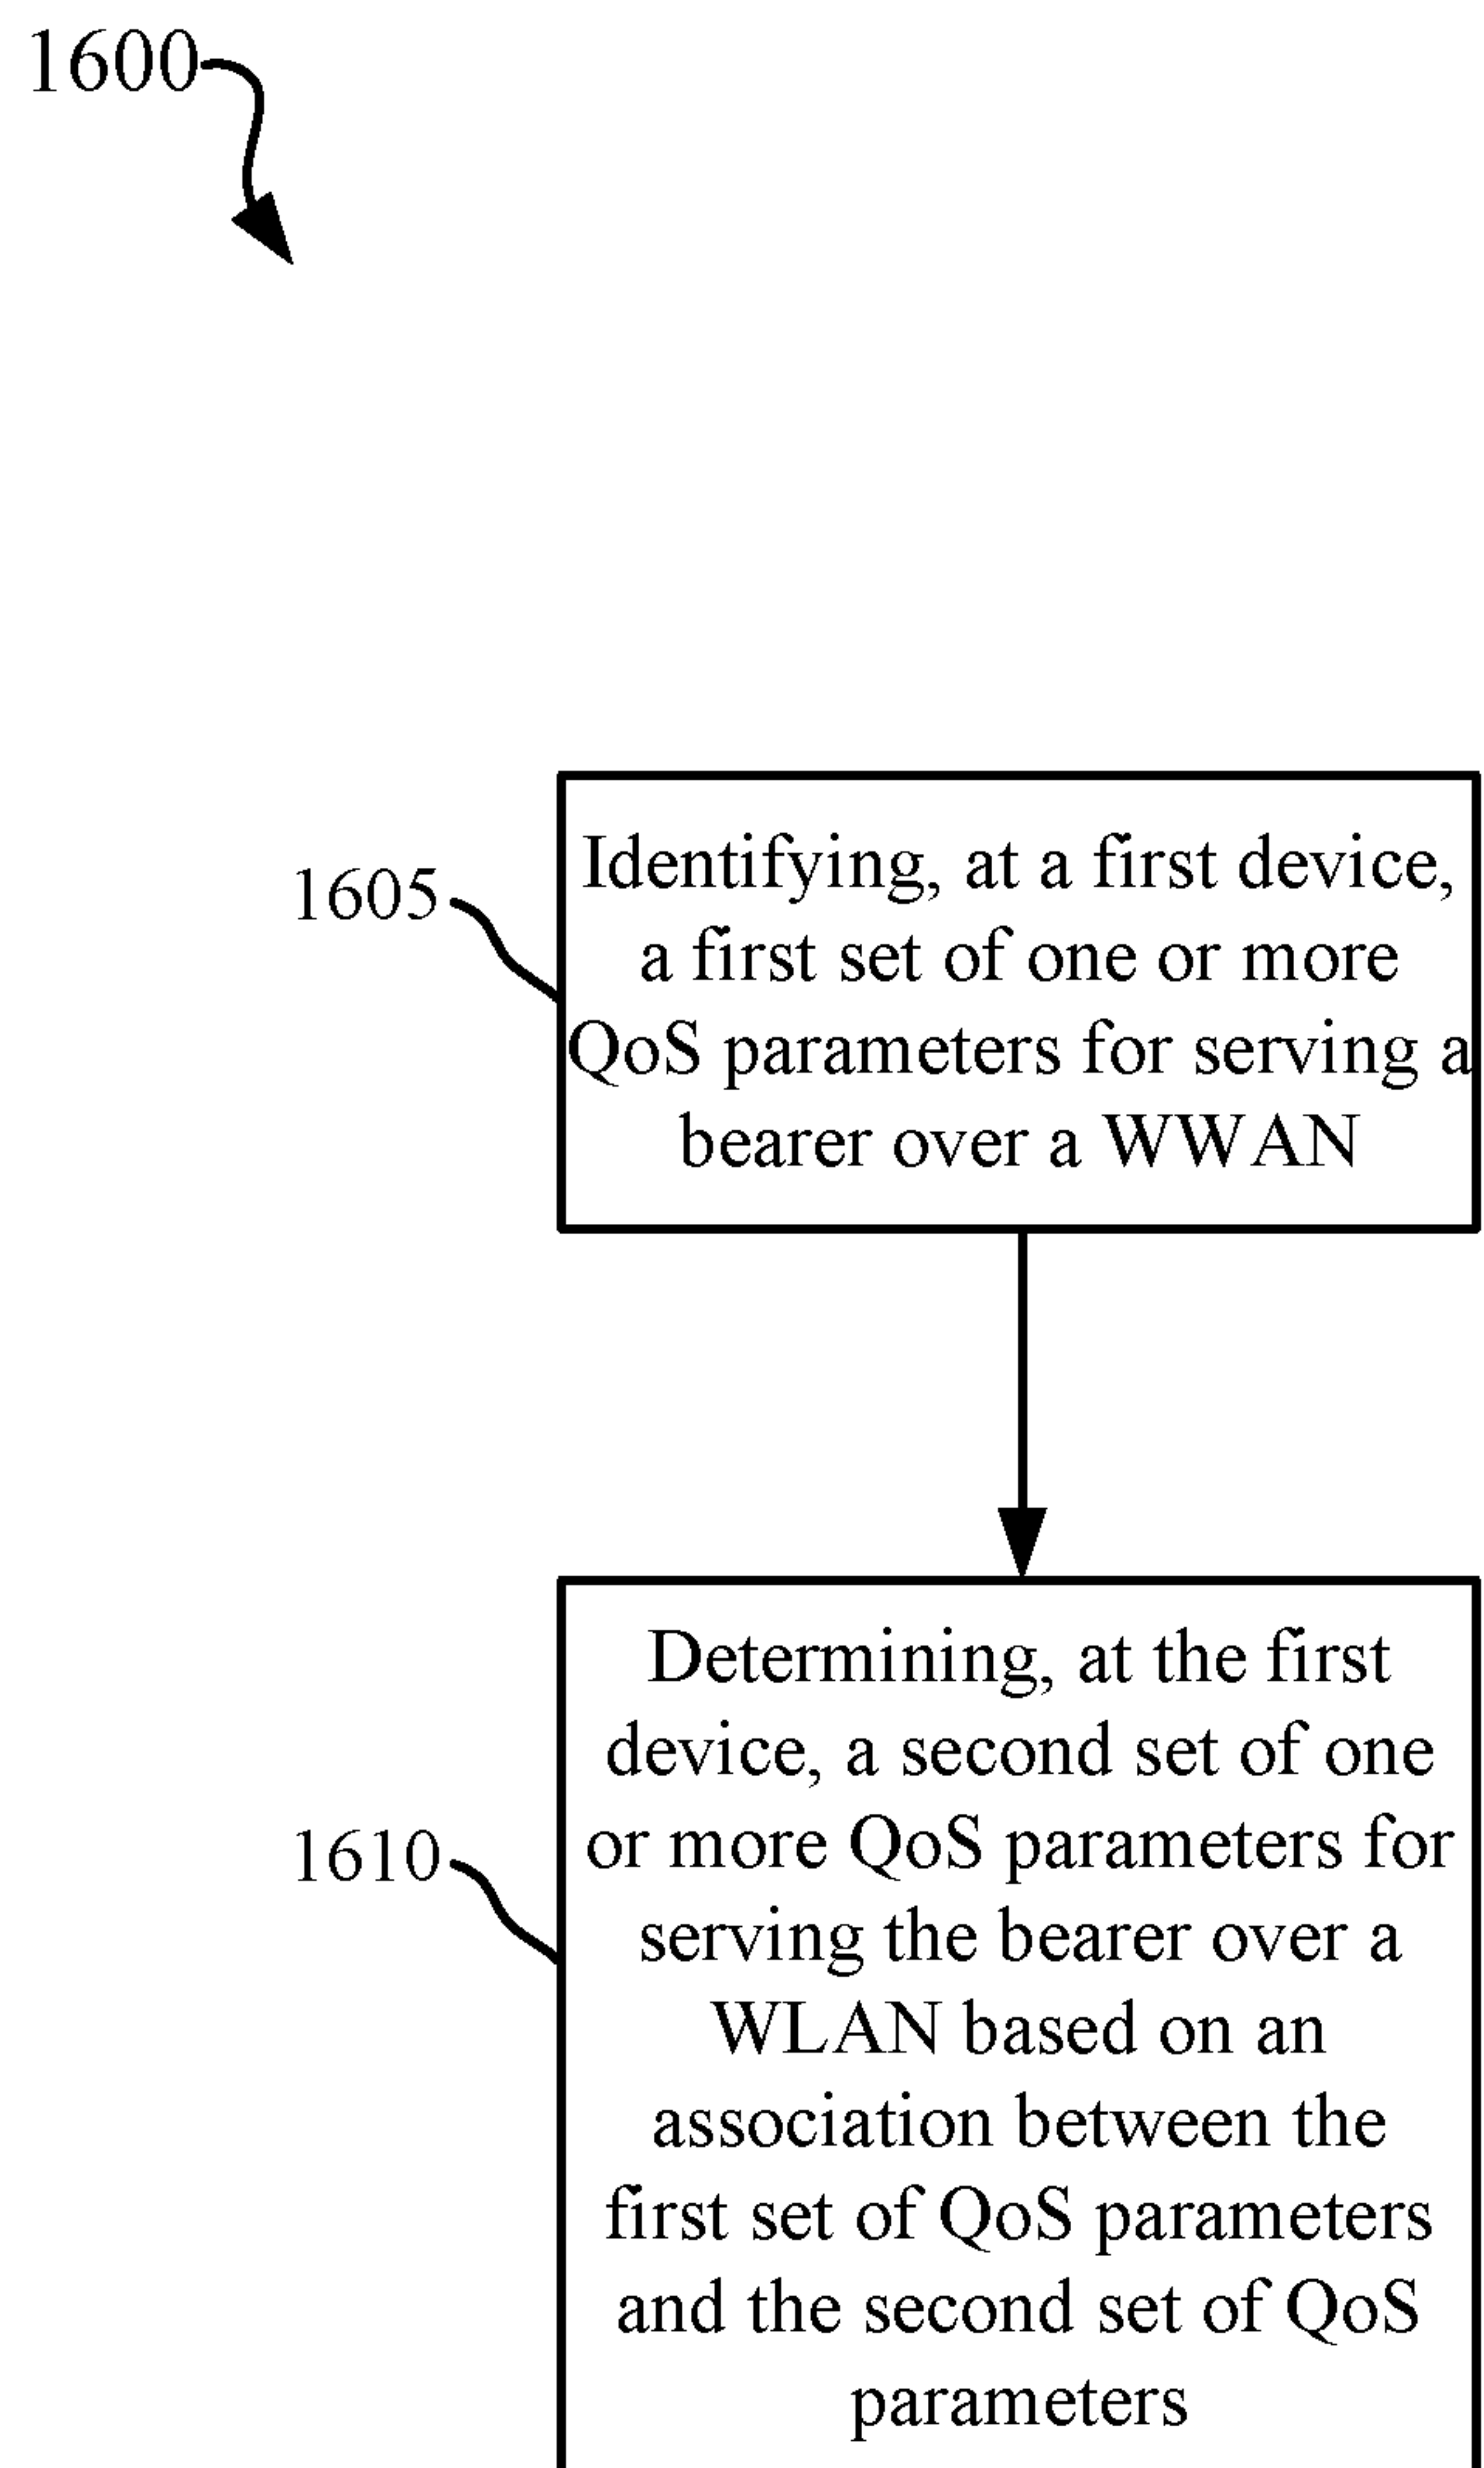 1600
1605
Identifying, at a first device,
a first set of one or more
QoS parameters for serving a
bearer over a WWAN
1610
Determining, at the first
device, a second set of one
or more QoS parameters for
serving the bearer over a
WLAN based on an
association between the
first set of QoS parameters
and the second set of QoS
parameters